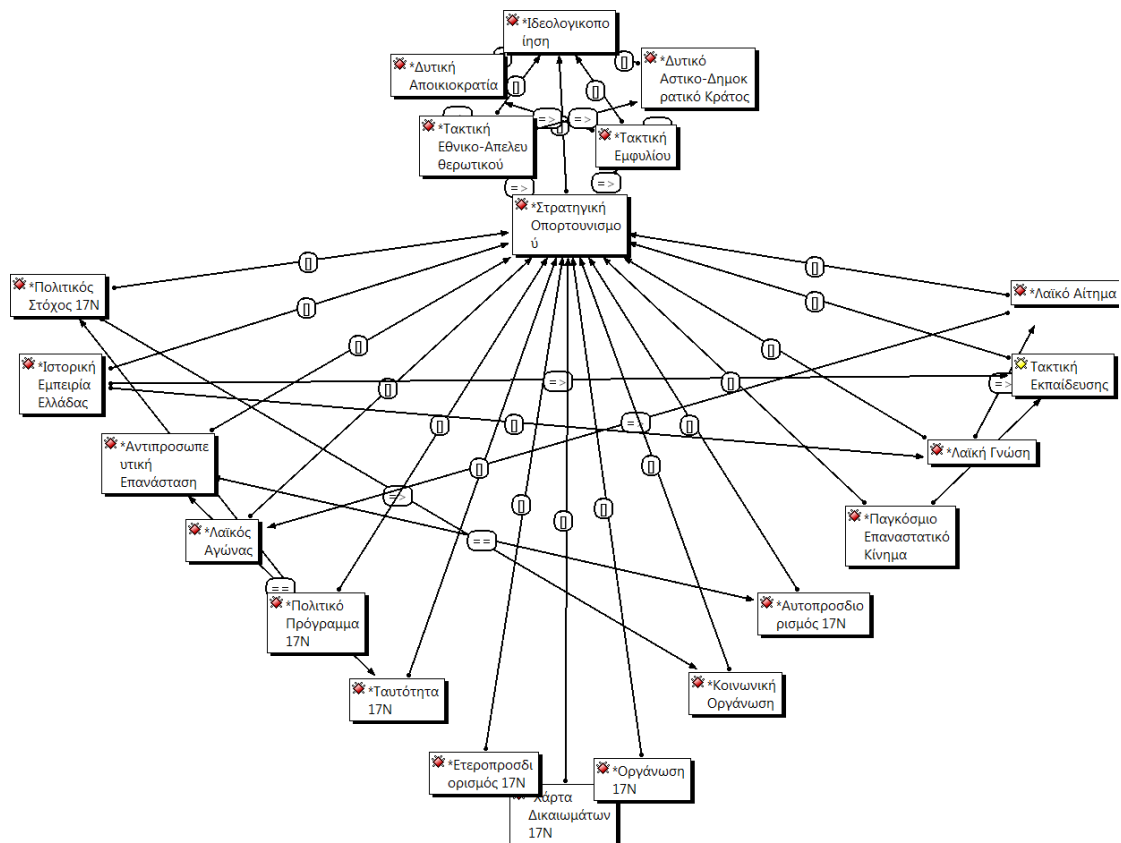 *Ιδεολογικοπο
ίηση
*Δυτική
Αποικιοκρατία
*Δυτικό
Αστικο-Δημοκ
ρατικό Κράτος
[]
[]
[]
=>
=>
*Τακτική
Εθνικο-Απελευ
θερωτικού
*Τακτική
Εμφυλίου
=>
=>
*Στρατηγική
Οπορτουνισμο
ύ
[]
[]
*Πολιτικός
Στόχος 17Ν
*Λαϊκό Αίτημα
[]
[]
[]
[]
*Ιστορική
Εμπειρία
Ελλάδας
=>
[]
[]
=>
Τακτική
Εκπαίδευσης
[]
[]
=>
[]
[]
*Αντιπροσωπε
υτική
Επανάσταση
*Λαϊκή Γνώση
[]
[]
=>
[]
[]
[]
*Λαϊκός
Αγώνας
==
*Παγκόσμιο
Επαναστατικό
Κίνημα
==
*Πολιτικό
Πρόγραμμα
17Ν
*Αυτοπροσδιο
ρισμός 17Ν
*Ταυτότητα
17Ν
*Κοινωνική
Οργάνωση
*Ετεροπροσδι
ορισμός 17Ν
*Οργάνωση
17Ν
*Χάρτα
Δικαιωμάτων
17Ν